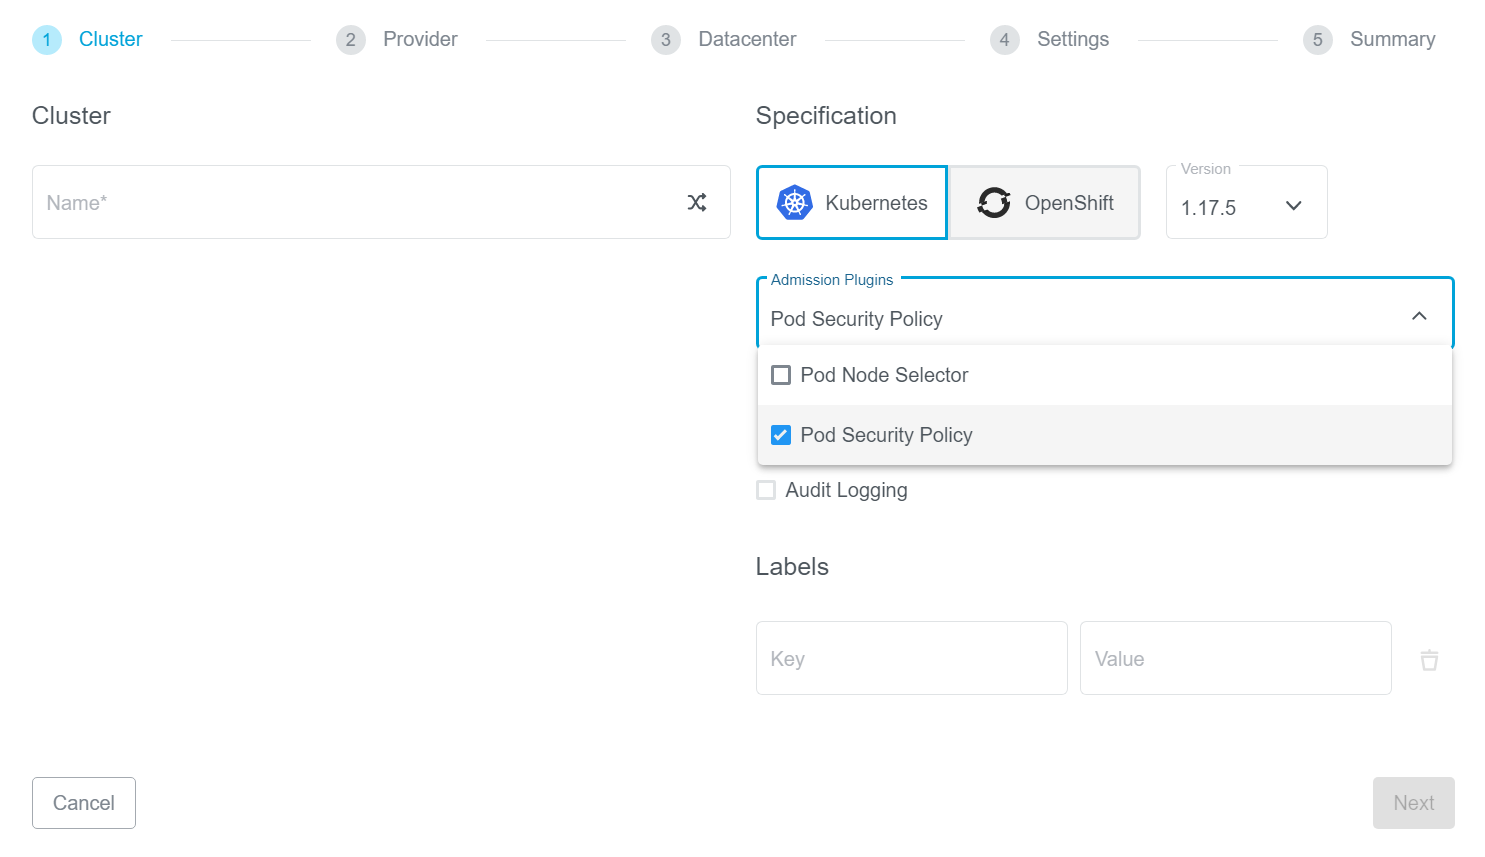 1 Cluster 2 Provider 3 Datacenter 4 Settings 5 Summary
Cluster
Name*
Specification
Kubernetes OpenShift
Version
1.17.5
Admission Plugins
Pod Security Policy
Pod Node Selector
Pod Security Policy
Audit Logging
Labels
Key Value
Cancel Next